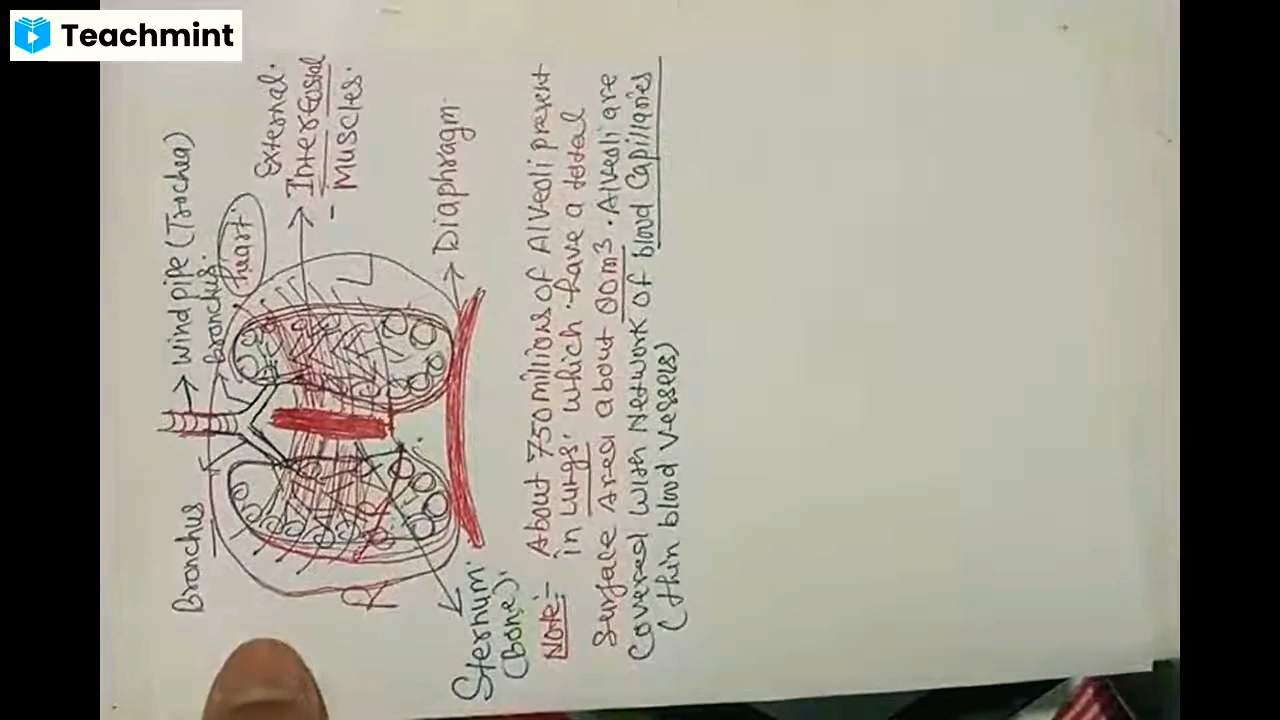 Teachmint
Wind pipe (Trachea)
Bronchus
bronchus.
heart.
External.
Intercostal
Muscles.
L
R
Diaphragm.
Sternum.
(Bone).
Note:- About 750 millions of Alveoli present
in Lungs. which have a total
Surface Area about 100m3. Alveoli are
Covered with Network of blood Capillaries
(thin blood vessels)